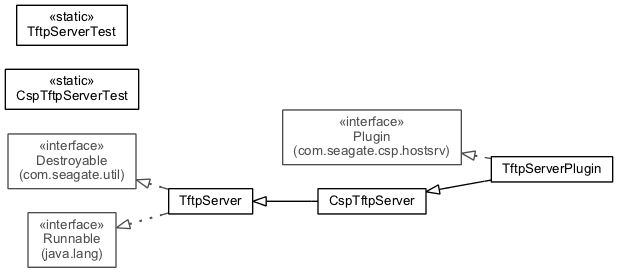 «static»
TftpServerTest
«static»
CspTftpServerTest
«interface»
Plugin
(com.seagate.csp.hostsrv)
«interface»
Destroyable
(com.seagate.util)
TftpServerPlugin
TftpServer
CspTftpServer
«interface»
Runnable
(java.lang)